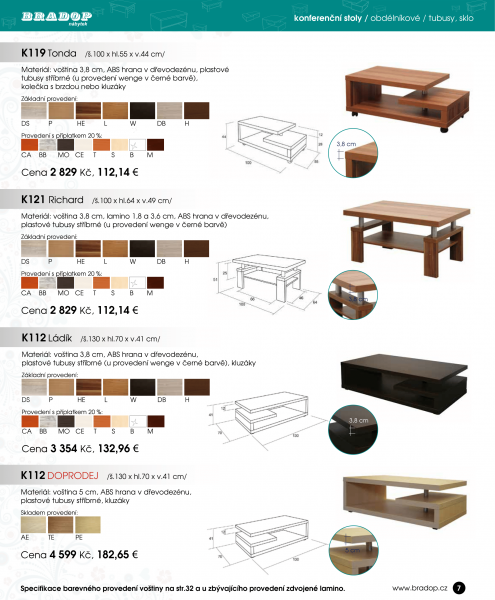 BRADOP
nábytek
konferenční stoly / obdélníkové / tubusy, sklo
K119 Tonda /š.100 x hl.55 x v.44 cm/
Materiál: voština 3,8 cm, ABS hrana v dřevodezénu, plastové
tubusy stříbrné (u provedení wenge v černé barvě),
kolečka s brzdou nebo kluzáky
Základní provedení:
DS P HE L W DB H
Provedení s příplatkem 20 %:
CA BB MO CE T S B M
Cena 2 829 Kč, 112,14 €
3,8 cm
K121 Richard /š.100 x hl.64 x v.49 cm/
Materiál: voština 3,8 cm, lamino 1,8 a 3,6 cm, ABS hrana v dřevodezénu,
plastové tubusy stříbrné (u provedení wenge v černé barvě)
Základní provedení:
DS P HE L W DB H
Provedení s příplatkem 20 %:
CA BB MO CE T S B M
Cena 2 829 Kč, 112,14 €
K112 Ládík /š.130 x hl.70 x v.41 cm/
Materiál: voština 3,8 cm, ABS hrana v dřevodezénu,
plastové tubusy stříbrné (u provedení wenge v černé barvě), kluzáky
Základní provedení:
DS P HE L W DB H
Provedení s příplatkem 20 %:
CA BB MO CE T S B M
Cena 3 354 Kč, 132,96 €
3,8 cm
K112 DOPRODEJ /š.130 x hl.70 x v.41 cm/
Materiál: voština 5 cm, ABS hrana v dřevodezénu,
plastové tubusy stříbrné, kluzáky
Skladem provedení:
AE TE PE
Cena 4 599 Kč, 182,65 €
5 cm
Specifikace barevného provedení voštiny na str.32 a u zbývajícího provedení zdvojené lamino.
www.bradop.cz 7